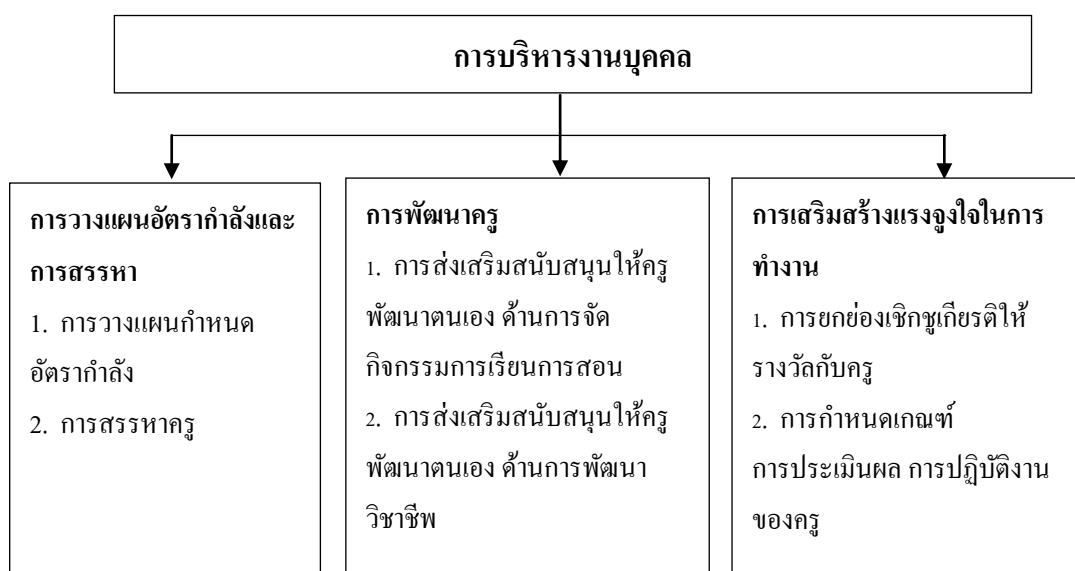 การบริหารงานบุคคล
การวางแผนอัตรากำลังและ
การสรรหา
1. การวางแผนกำหนด
อัตรากำลัง
2. การสรรหาครู
การพัฒนาครู
1. การส่งเสริมสนับสนุนให้ครู
พัฒนาตนเอง ด้านการจัด
กิจกรรมการเรียนการสอน
2. การส่งเสริมสนับสนุนให้ครู
พัฒนาตนเอง ด้านการพัฒนา
วิชาชีพ
การเสริมสร้างแรงจูงใจในการ
ทำงาน
1. การยกย่องเชิกชูเกียรติให้
รางวัลกับครู
2. การกำหนดเกณฑ์
การประเมินผล การปฏิบัติงาน
ของครู